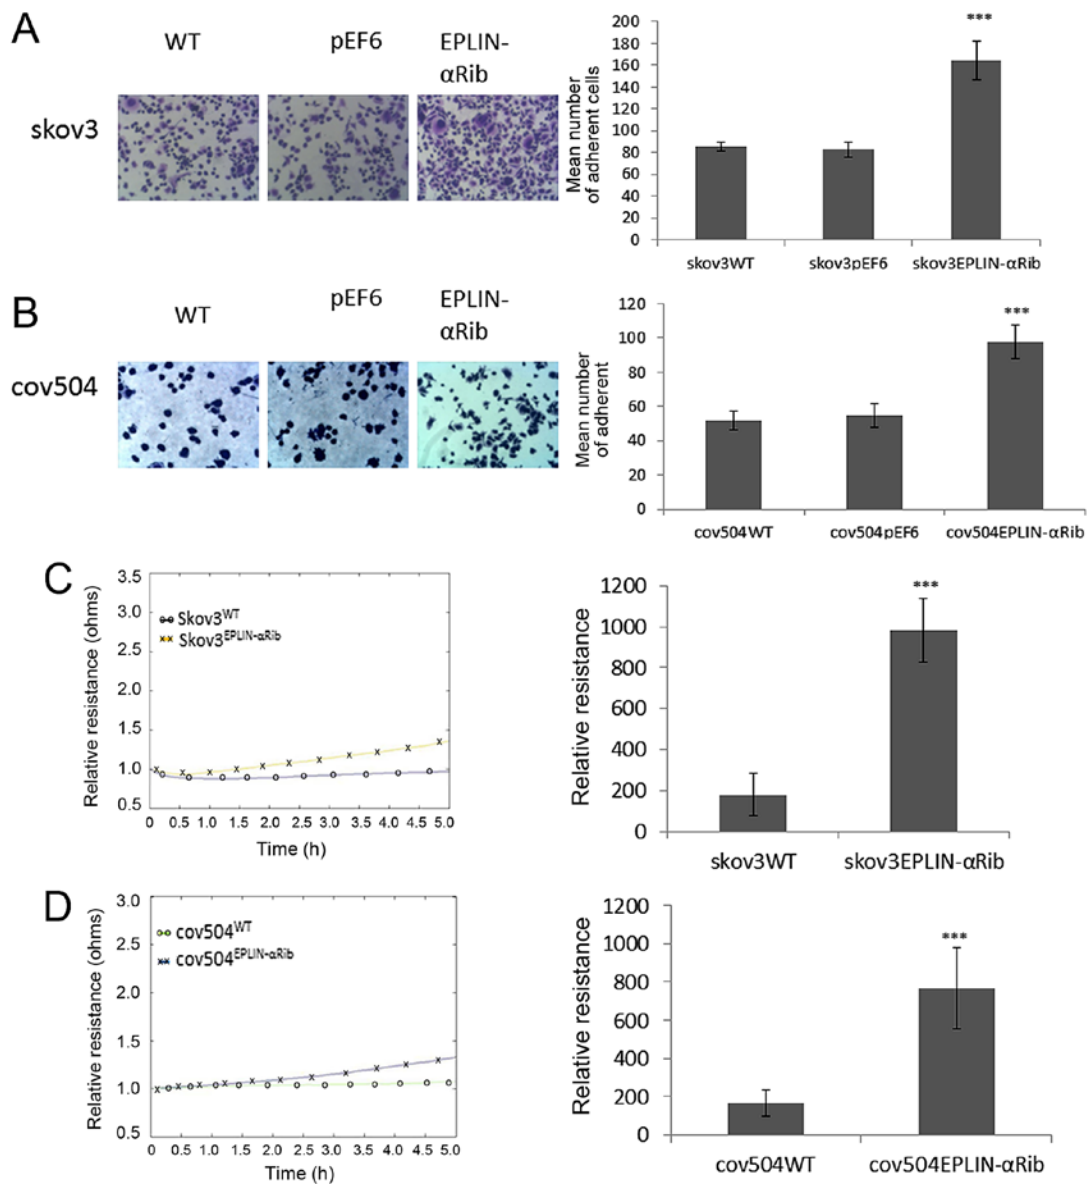 A
WT
pEF6
EPLIN-
αRib
skov3
Mean number
of adherent cells
200
180
160
140
120
100
80
60
40
20
0
***
skov3WT
skov3pEF6
skov3EPLIN-αRib
B
WT
pEF6
EPLIN-
αRib
cov504
Mean number
of adherent
120
100
80
60
40
20
0
***
cov504WT
cov504pEF6
cov504EPLIN-αRib
C
Relative resistance (ohms)
3.5
3.0
2.5
2.0
1.5
1.0
0.5
Skov3WT
Skov3EPLIN-αRib
0 0.5 1.0 1.5 2.0 2.5 3.0 3.5 4.0 4.5 5.0
Time (h)
Relative resistance
1200
1000
800
600
400
200
0
***
skov3WT
skov3EPLIN-αRib
D
Relative resistance (ohms)
3.0
2.5
2.0
1.5
1.0
0.5
cov504WT
cov504EPLIN-αRib
0 0.5 1.0 1.5 2.0 2.5 3.0 3.5 4.0 4.5 5.0
Time (h)
Relative resistance
1200
1000
800
600
400
200
0
***
cov504WT
cov504EPLIN-αRib